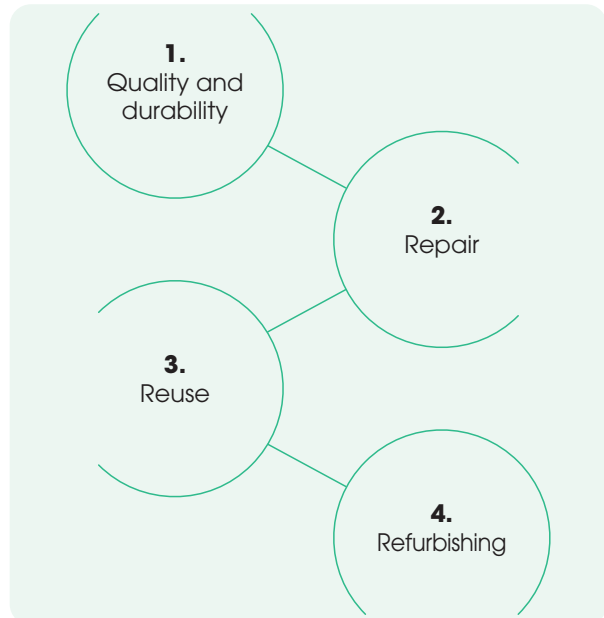 1.
Quality and
durability
2.
Repair
3.
Reuse
4.
Refurbishing